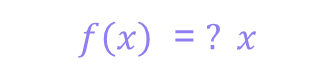 f(x) = ? x